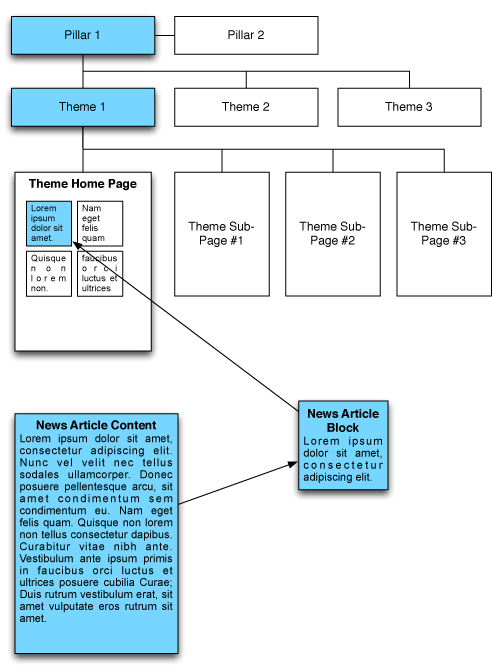 Pillar 1
Pillar 2
Theme 1
Theme 2
Theme 3
Theme Home Page
Lorem
ipsum
dolor sit
amet.
Nam
eget
felis
quam
Quisque
n o n
l o r e m
non.
faucibus
o r c i
luctus et
ultrices
Theme Sub-
Page #1
Theme Sub-
Page #2
Theme Sub-
Page #3
News Article
Block
Lorem ipsum
dolor sit amet,
consectetur
adipiscing elit.
News Article Content
Lorem ipsum dolor sit amet,
consectetur adipiscing elit.
Nunc vel velit nec tellus
sodales ullamcorper. Donec
posuere pellentesque arcu, sit
amet condimentum sem
condimentum eu. Nam eget
felis quam. Quisque non lorem
non tellus consectetur dapibus.
Curabitur vitae nibh ante.
Vestibulum ante ipsum primis
in faucibus orci luctus et
ultrices posuere cubilia Curae;
Duis rutrum vestibulum erat, sit
amet vulputate eros rutrum sit
amet.